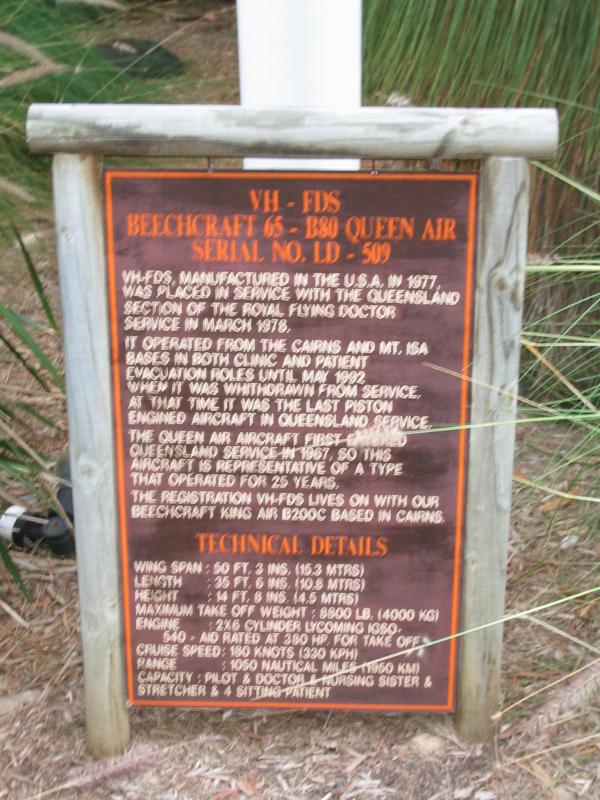 VH - FDS
BEECHCRAFT 65 - B80 QUEEN AIR
SERIAL NO. LD - 509
VH-FDS, MANUFACTURED IN THE U.S.A. IN 1977,
WAS PLACED IN SERVICE WITH THE QUEENSLAND
SECTION OF THE ROYAL FLYING DOCTOR
SERVICE IN MARCH 1978.
IT OPERATED FROM THE CAIRNS AND MT. ISA
BASES IN BOTH CLINIC AND PATIENT
EVACUATION ROLES UNTIL MAY 1992
WHEN IT WAS WHITHDRAWN FROM SERVICE.
AT THAT TIME IT WAS THE LAST PISTON
ENGINED AIRCRAFT IN QUEENSLAND SERVICE.
THE QUEEN AIR AIRCRAFT FIRST
QUEENSLAND SERVICE IN 1967, SO THIS
AIRCRAFT IS REPRESENTATIVE OF A TYPE
THAT OPERATED FOR 25 YEARS.
THE REGISTRATION VH-FDS LIVES ON WITH OUR
BEECHCRAFT KING AIR B200C BASED IN CAIRNS.
TECHNICAL DETAILS
WING SPAN : 50 FT. 3 INS. (15.3 MTRS)
LENGTH : 35 FT. 6 INS. (10.8 MTRS)
HEIGHT : 14 FT. 8 INS. (4.5 MTRS)
MAXIMUM TAKE OFF WEIGHT : 8800 LB. (4000 KG)
ENGINE : 2X6 CYLINDER LYCOMING IGSO-
540 - AID RATED AT 380 HP. FOR TAKE OFF
CRUISE SPEED : 180 KNOTS (330 KPH)
RANGE : 1050 NAUTICAL MILES (1950 KM)
CAPACITY : PILOT & DOCTOR & NURSING SISTER &
STRETCHER & 4 SITTING PATIENT